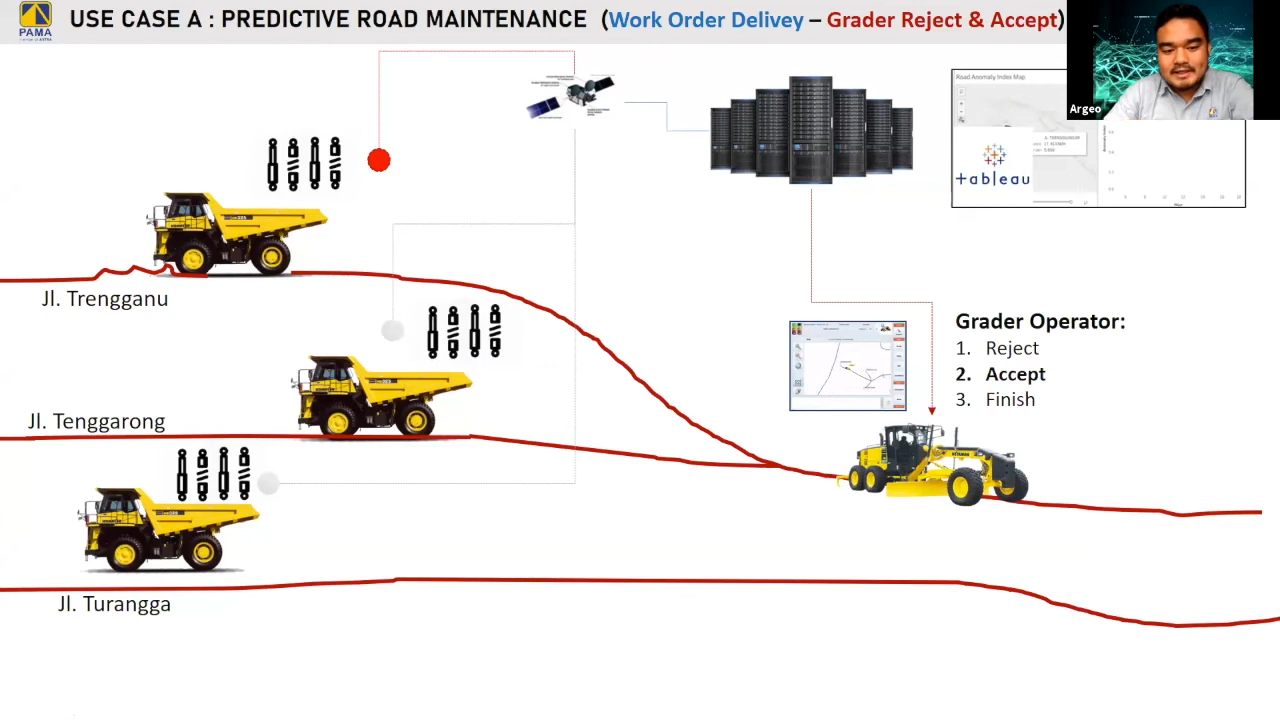 USE CASE A : PREDICTIVE ROAD MAINTENANCE (Work Order Delivey – Grader Reject & Accept)
PAMA
Argeo
Road Anomaly Index Map
+ableau
Jl. Trengganu
Grader Operator:
1. Reject
2. Accept
3. Finish
Jl. Tenggarong
Jl. Turangga